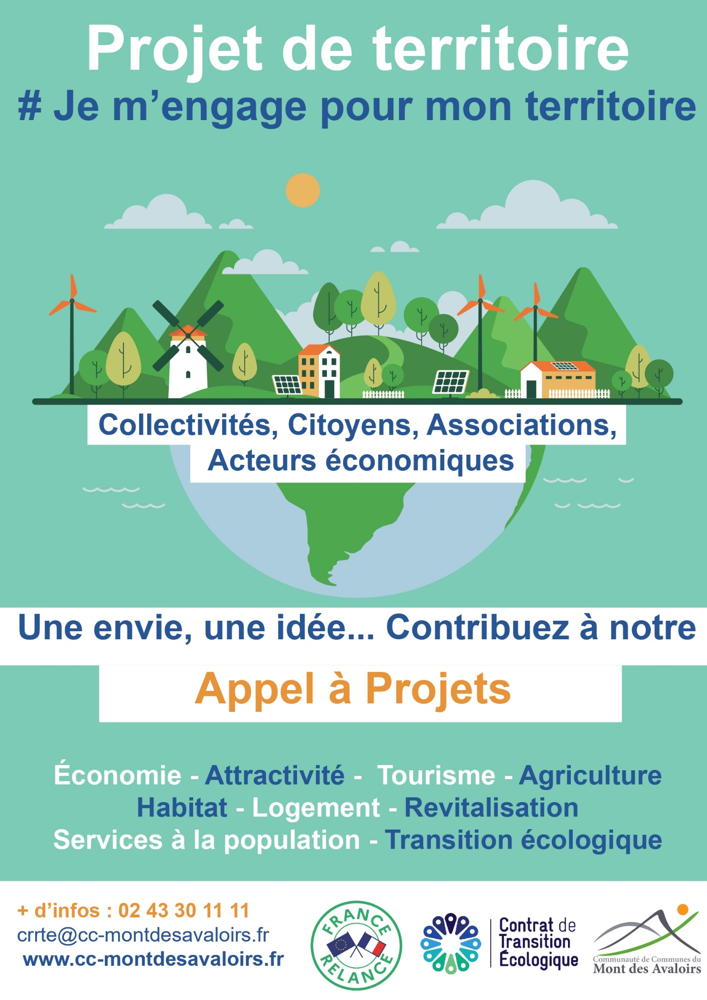 Projet de territoire
# Je m’engage pour mon territoire
Collectivités, Citoyens, Associations,
Acteurs économiques
Une envie, une idée... Contribuez à notre
Appel à Projets
Économie - Attractivité - Tourisme - Agriculture
Habitat - Logement - Revitalisation
Services à la population - Transition écologique
+ d’infos : 02 43 30 11 11
crrte@cc-montdesavaloirs.fr
www.cc-montdesavaloirs.fr
FRANCE
RELANCE
Contrat de
Transition
Écologique
Communauté de Communes du
Mont des Avaloirs